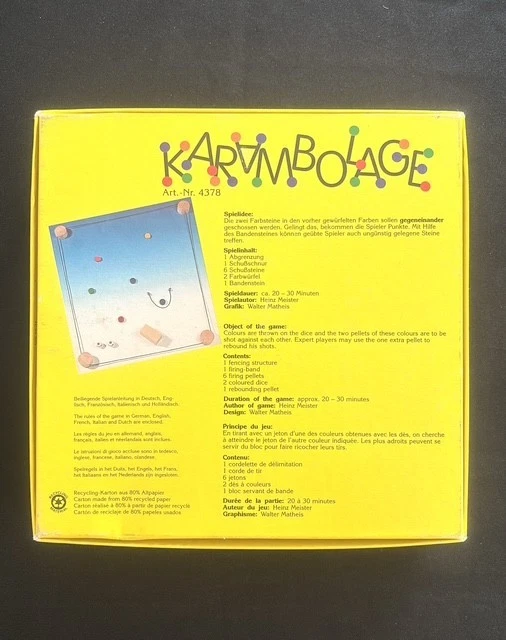 KARAMBOLAGE
Art.-Nr. 4378
Spielidee:
Die zwei Farbsteine in den vorher gewürfelten Farben sollen gegeneinander
geschossen werden. Gelingt das, bekommen die Spieler Punkte. Mit Hilfe
des Bandensteines können geübte Spieler auch ungünstig gelegene Steine
treffen.
Spielinhalt:
1 Abgrenzung
1 Schußschnur
6 Schußsteine
2 Farbwürfel
1 Bandenstein
Spieldauer: ca. 20 – 30 Minuten
Spielautor: Heinz Meister
Grafik: Walter Matheis
Object of the game:
Colours are thrown on the dice and the two pellets of these colours are to be
shot against each other. Expert players may use the one extra pellet to
rebound his shots.
Contents:
1 fencing structure
1 firing-band
6 firing pellets
2 coloured dice
1 rebounding pellet
Duration of the game: approx. 20 – 30 minutes
Author of game: Heinz Meister
Design: Walter Matheis
Principe du jeu:
En tirant avec un jeton d'une des couleurs obtenues avec les dés, on cherche
à atteindre le jeton de l'autre couleur indiquée. Les plus adroits peuvent se
servir du bloc pour faire ricocher leurs tirs.
Contenu:
1 cordelette de délimitation
1 corde de tir
6 jetons
2 dés à couleurs
1 bloc servant de bande
Durée de la partie: 20 à 30 minutes
Auteur du jeu: Heinz Meister
Graphisme: Walter Matheis
Beiliegende Spielanleitung in Deutsch, Eng-
lisch, Französisch, Italienisch und Holländisch.
The rules of the game in German, English,
French, Italian and Dutch are enclosed.
Les règles du jeu en allemand, anglais,
français, italien et néerlandais sont inclues.
Le istruzioni di gioco accluse sono in tedesco,
inglese, francese, italiano, olandese.
Spielregels in het Duits, het Engels, het Frans,
het Italiaans en het Nederlands zijn ingesloten.
Recycling-Karton aus 80% Altpapier
Carton made from 80% recycled paper
Carton réalisé à 80% à partir de papier recyclé
Cartón de reciclaje de 80% papeles usados